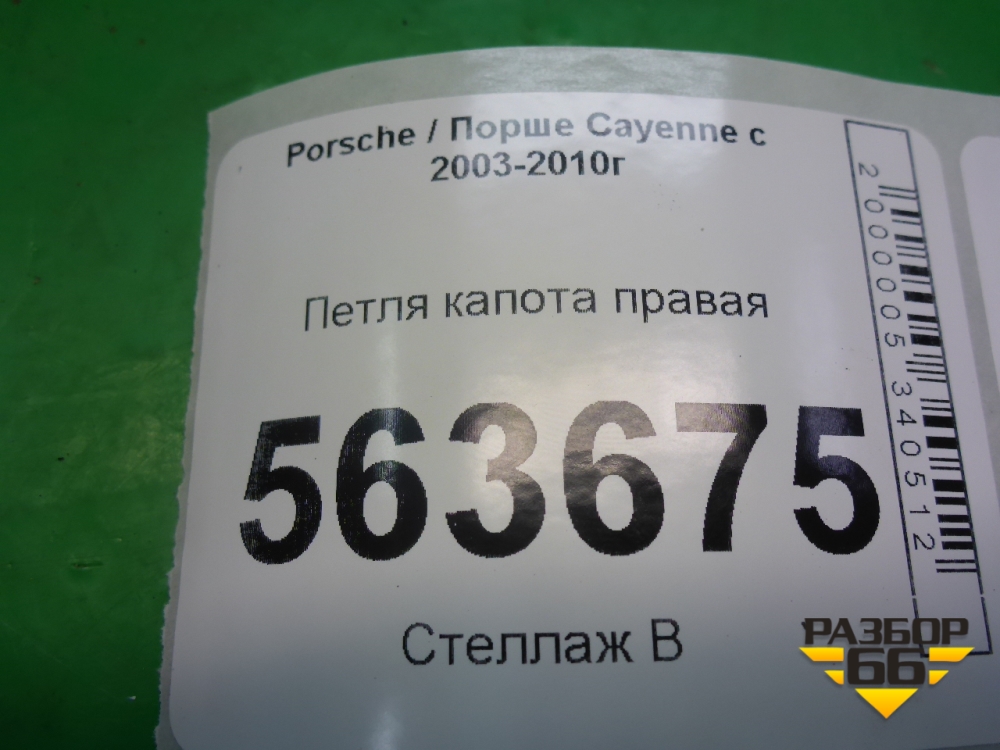 Porsche / Порше Cayenne с
2003-2010г
Петля капота правая
563675
Стеллаж В
2000005340512
РАЗБОР
66